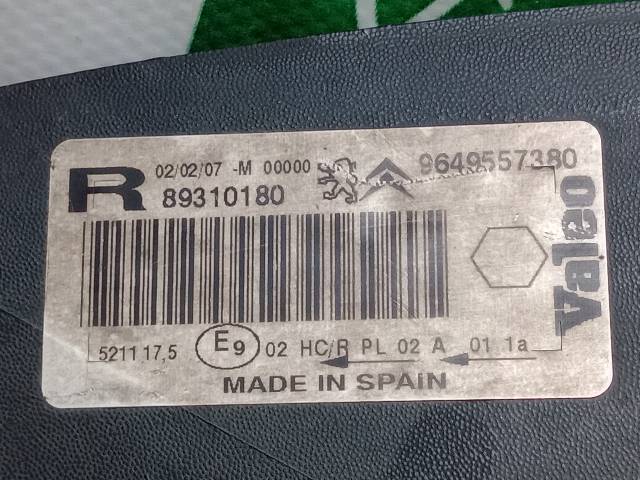 R 02/02/07 -M 00000 9649557380
89310180
Valeo
5211 17,5 E9 02 HC/R PL 02 A 01 1a
MADE IN SPAIN